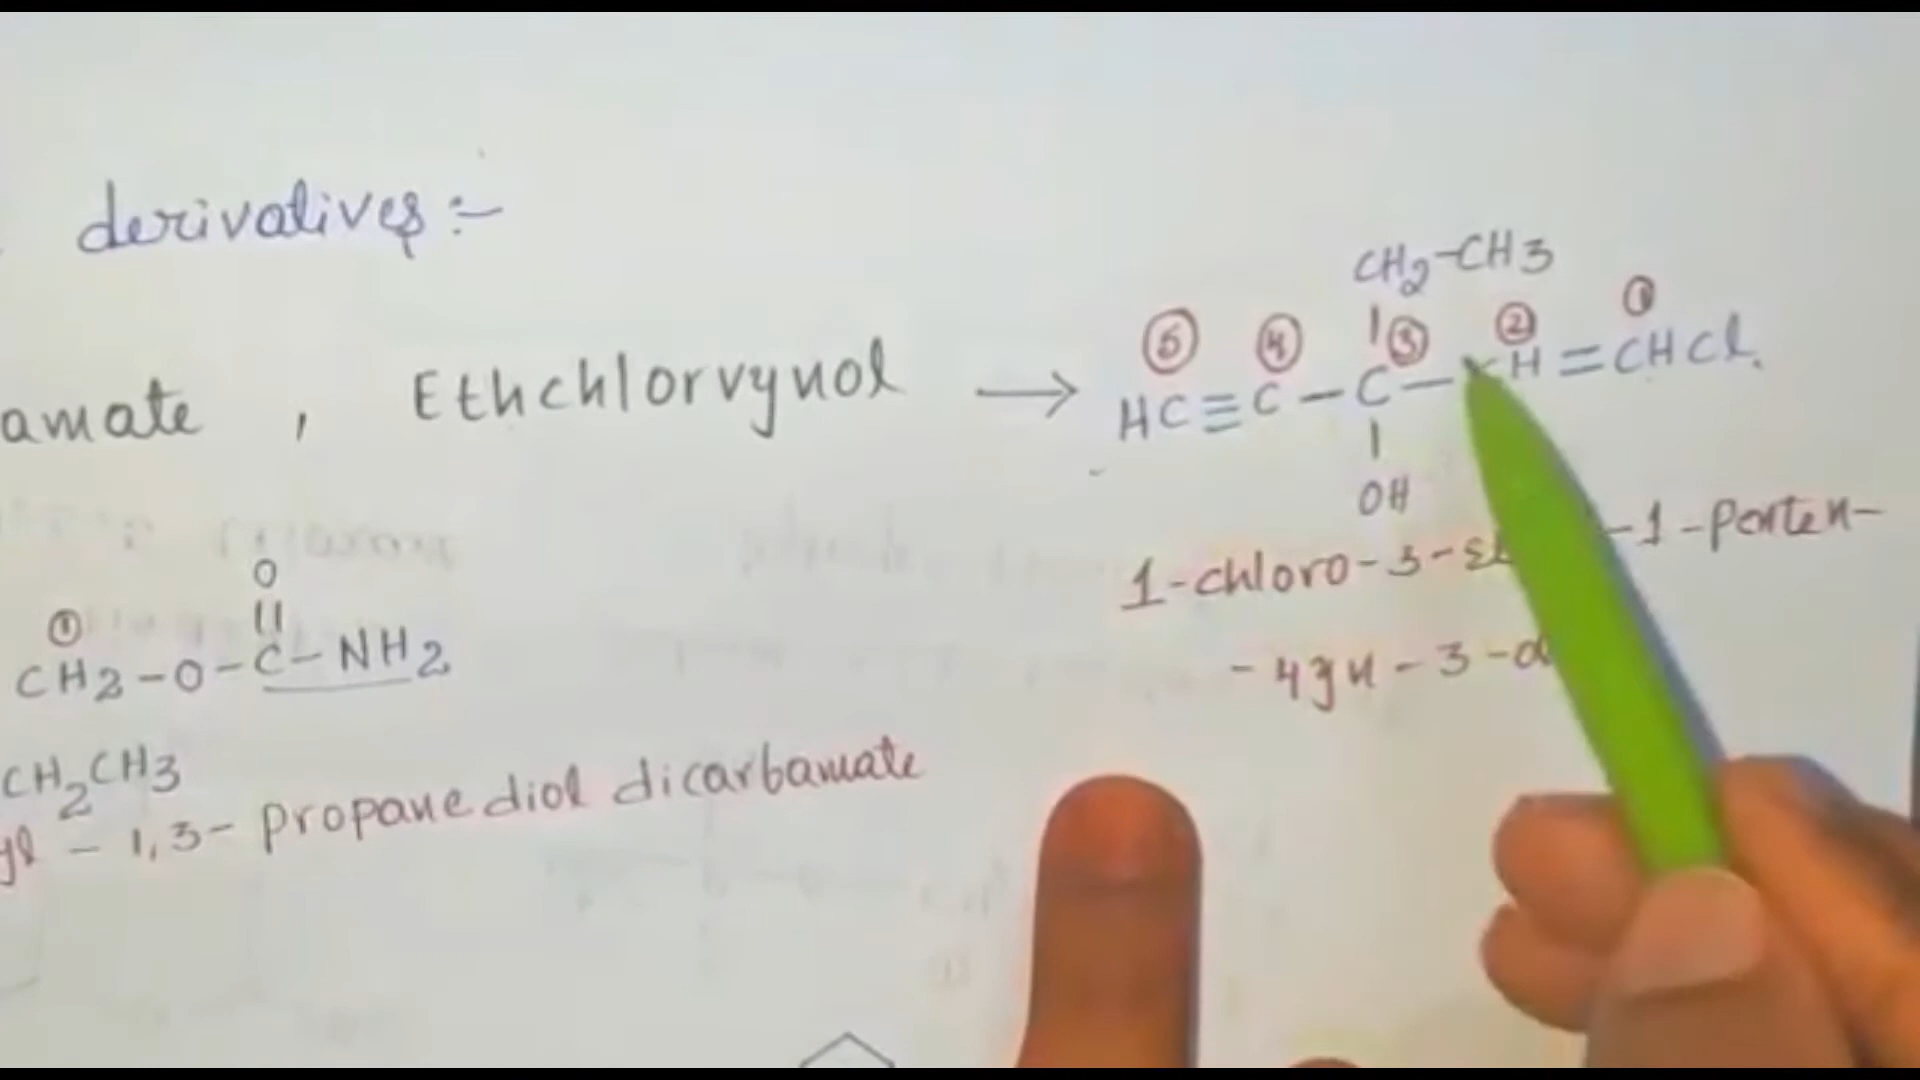 derivatives:-
amate , Ethchlorvynol →
CH2-CH3
⑤ ④ ③ ② ①
HC≡C-C- H=CHCl.
OH
1-chloro-3- -1-Penten-
-4yn-3-
O
①
CH2-O-C-NH2
CH2CH3
yl - 1,3-propanediol dicarbamate